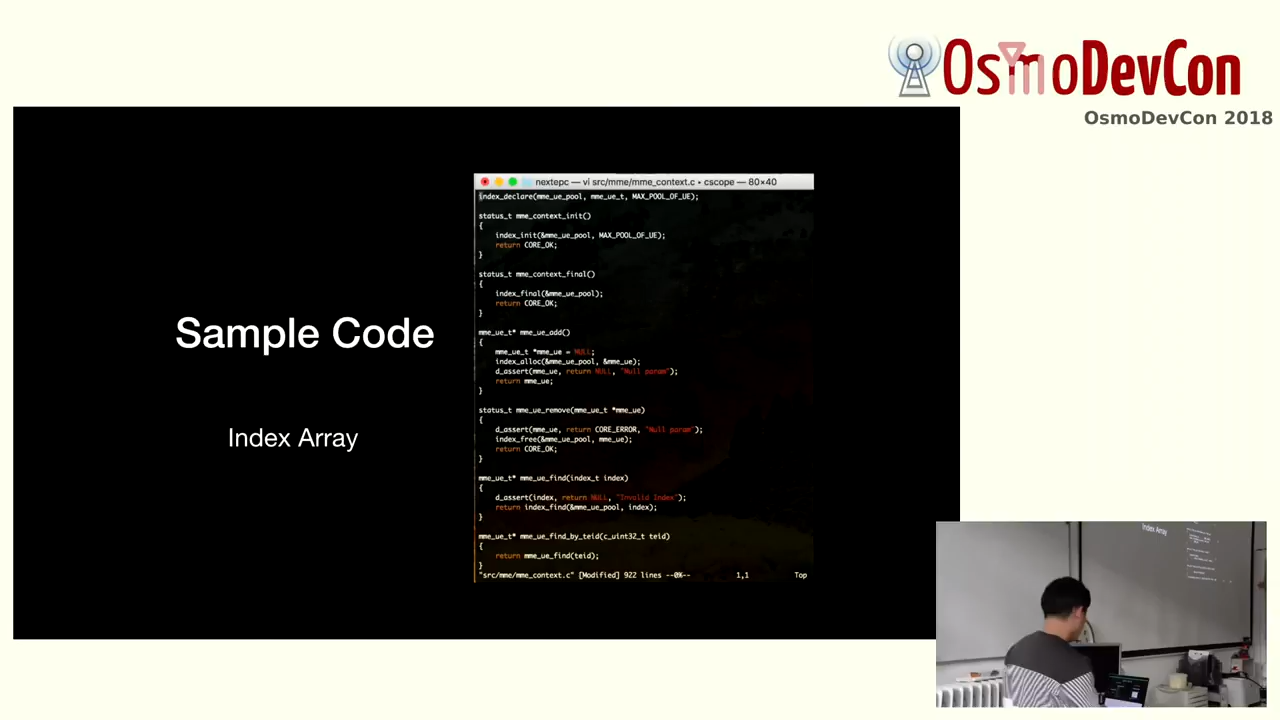 OsmoDevCon
OsmoDevCon 2018
Sample Code
Index Array
nextepc — vi src/mme/mme_context.c • cscope — 80×40
index_declare(mme_ue_pool, mme_ue_t, MAX_POOL_OF_UE);
status_t mme_context_init()
{
index_init(&mme_ue_pool, MAX_POOL_OF_UE);
return CORE_OK;
}
status_t mme_context_final()
{
index_final(&mme_ue_pool);
return CORE_OK;
}
mme_ue_t* mme_ue_add()
{
mme_ue_t *mme_ue = NULL;
index_alloc(&mme_ue_pool, &mme_ue);
d_assert(mme_ue, return NULL, "Null param");
return mme_ue;
}
status_t mme_ue_remove(mme_ue_t *mme_ue)
{
d_assert(mme_ue, return CORE_ERROR, "Null param");
index_free(&mme_ue_pool, mme_ue);
return CORE_OK;
}
mme_ue_t* mme_ue_find(index_t index)
{
d_assert(index, return NULL, "Invalid Index");
return index_find(&mme_ue_pool, index);
}
mme_ue_t* mme_ue_find_by_teid(c_uint32_t teid)
{
return mme_ue_find(teid);
}
"src/mme/mme_context.c" [Modified] 922 lines --0%-- 1,1 Top
Index Array